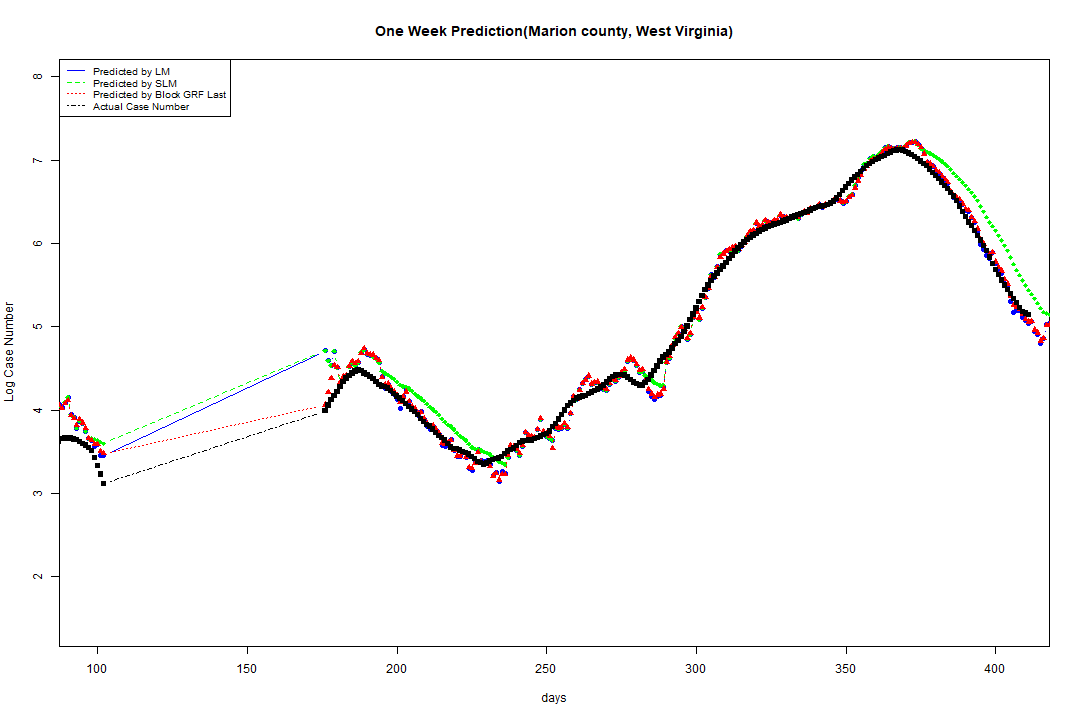 One Week Prediction(Marion county, West Virginia)
Predicted by LM
Predicted by SLM
Predicted by Block GRF Last
Actual Case Number
8
7
6
5
4
3
2
Log Case Number
100 150 200 250 300 350 400
days